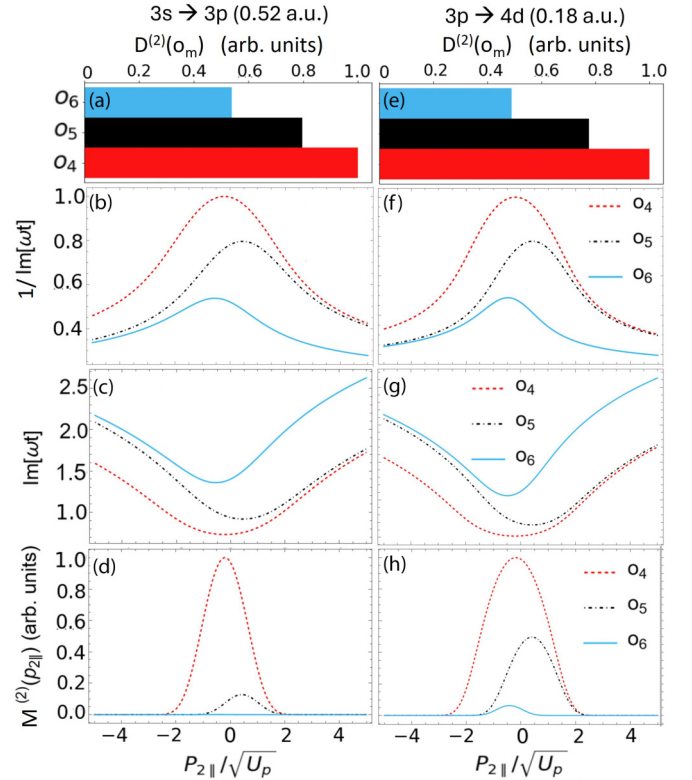 3s → 3p (0.52 a.u.)
3p → 4d (0.18 a.u.)
D(2)(om) (arb. units)
D(2)(om) (arb. units)
0 0.2 0.4 0.6 0.8 1.0
0 0.2 0.4 0.6 0.8 1.0
(a)
o6
o5
o4
(e)
(b)
1.0
0.8
0.6
0.4
1/ Im[ωt]
(f)
o4
o5
o6
(c)
2.5
2.0
1.5
1.0
Im[ωt]
(g)
o4
o5
o6
(d)
1.0
0.8
0.6
0.4
0.2
0.0
M(2)(p2∥) (arb. units)
(h)
o4
o5
o6
−4 −2 0 2 4
−4 −2 0 2 4
P2∥/√Up
P2∥/√Up